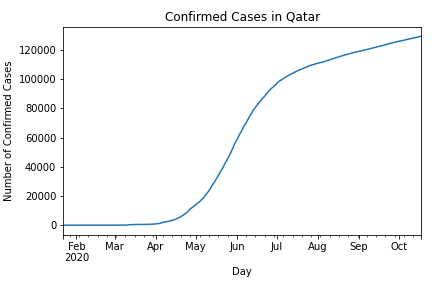 Confirmed Cases in Qatar
Number of Confirmed Cases
120000
100000
80000
60000
40000
20000
0
Feb Mar Apr May Jun Jul Aug Sep Oct
2020
Day